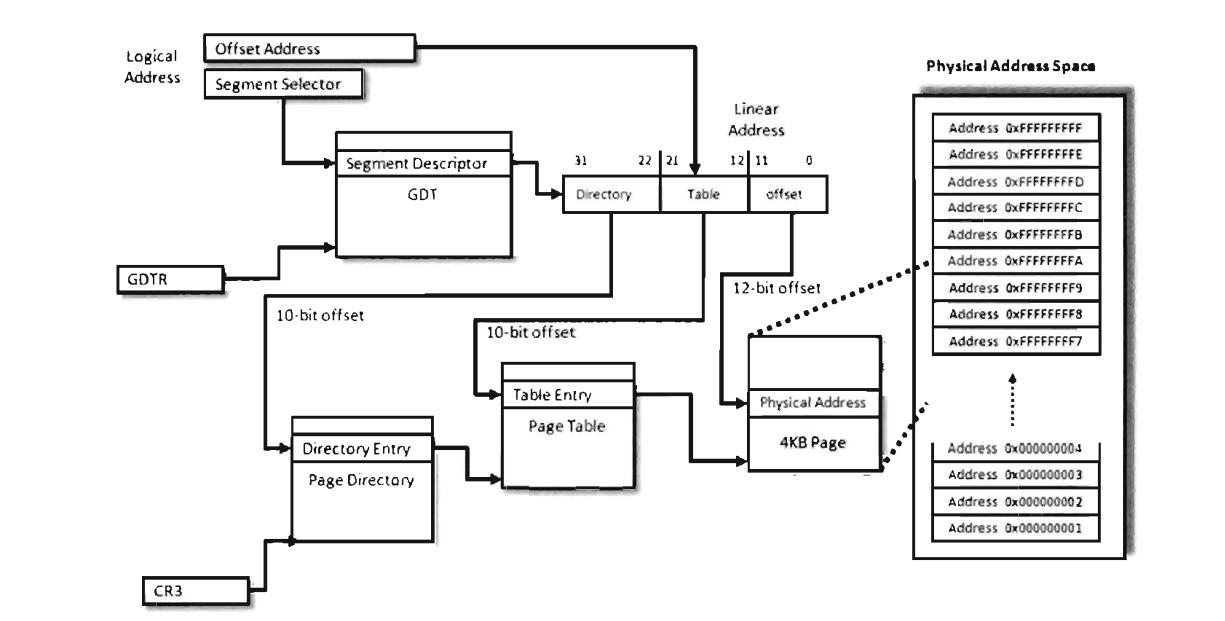 Logical
Address
Offset Address
Segment Selector
Segment Descriptor
GDT
GDTR
Linear
Address
31 22 21 12 11 0
Directory Table offset
10-bit offset
10-bit offset
12-bit offset
Directory Entry
Page Directory
CR3
Table Entry
Page Table
Physical Address
4KB Page
Physical Address Space
Address 0xFFFFFFFFF
Address 0xFFFFFFFFE
Address 0xFFFFFFFFD
Address 0xFFFFFFFFC
Address 0xFFFFFFFFB
Address 0xFFFFFFFFA
Address 0xFFFFFFFF9
Address 0xFFFFFFFF8
Address 0xFFFFFFFF7
Address 0x000000004
Address 0x000000003
Address 0x000000002
Address 0x000000001